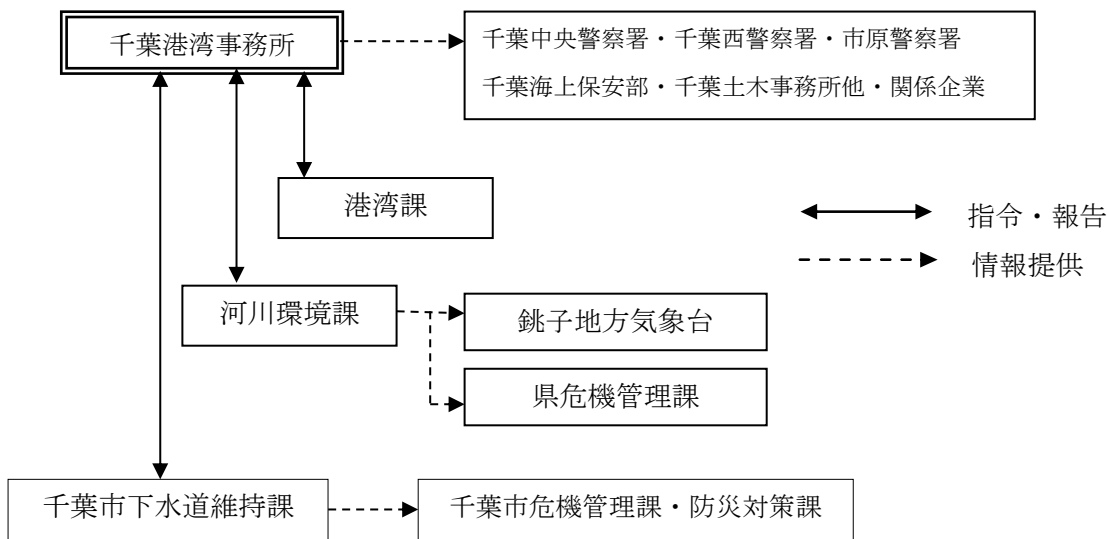 千葉港湾事務所
千葉中央警察署・千葉西警察署・市原警察署
千葉海上保安部・千葉土木事務所他・関係企業
港湾課
指令・報告
情報提供
河川環境課
銚子地方気象台
県危機管理課
千葉市下水道維持課
千葉市危機管理課・防災対策課